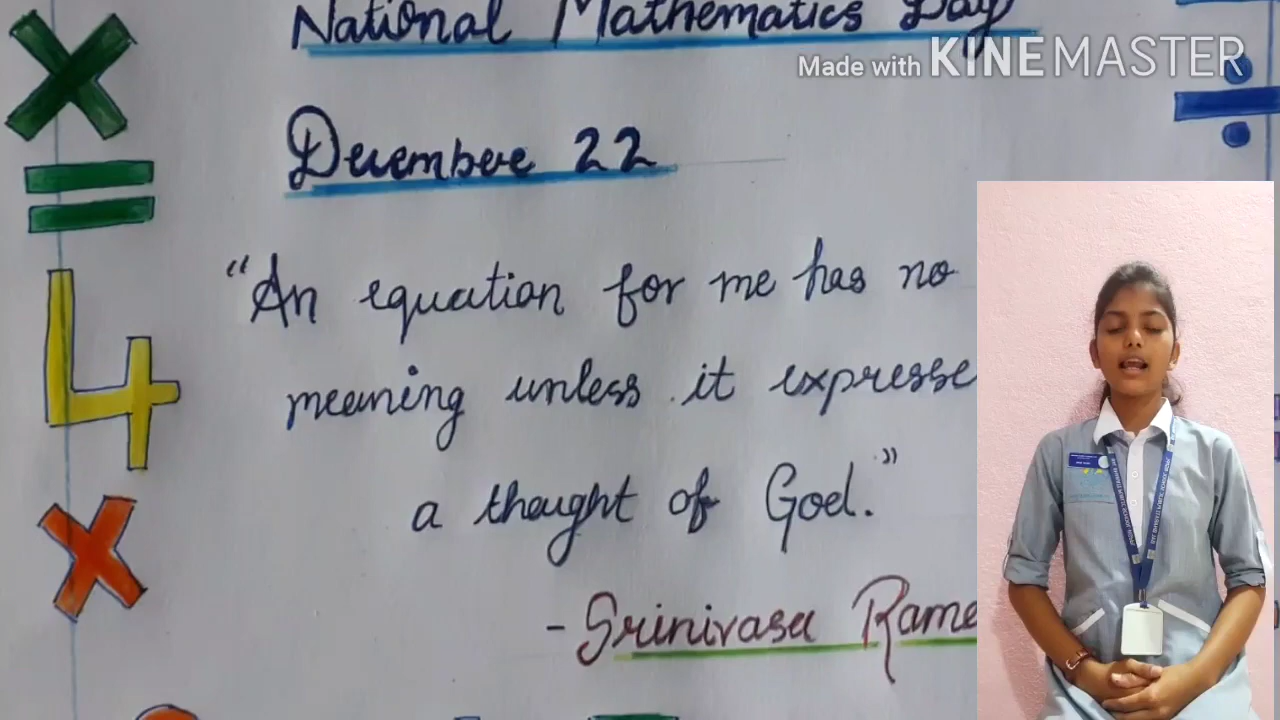 National Mathematics Day
Made with KINEMASTER
December 22
"An equation for me has no
meaning unless it expresse
a thought of God."
- Srinivasa Rama